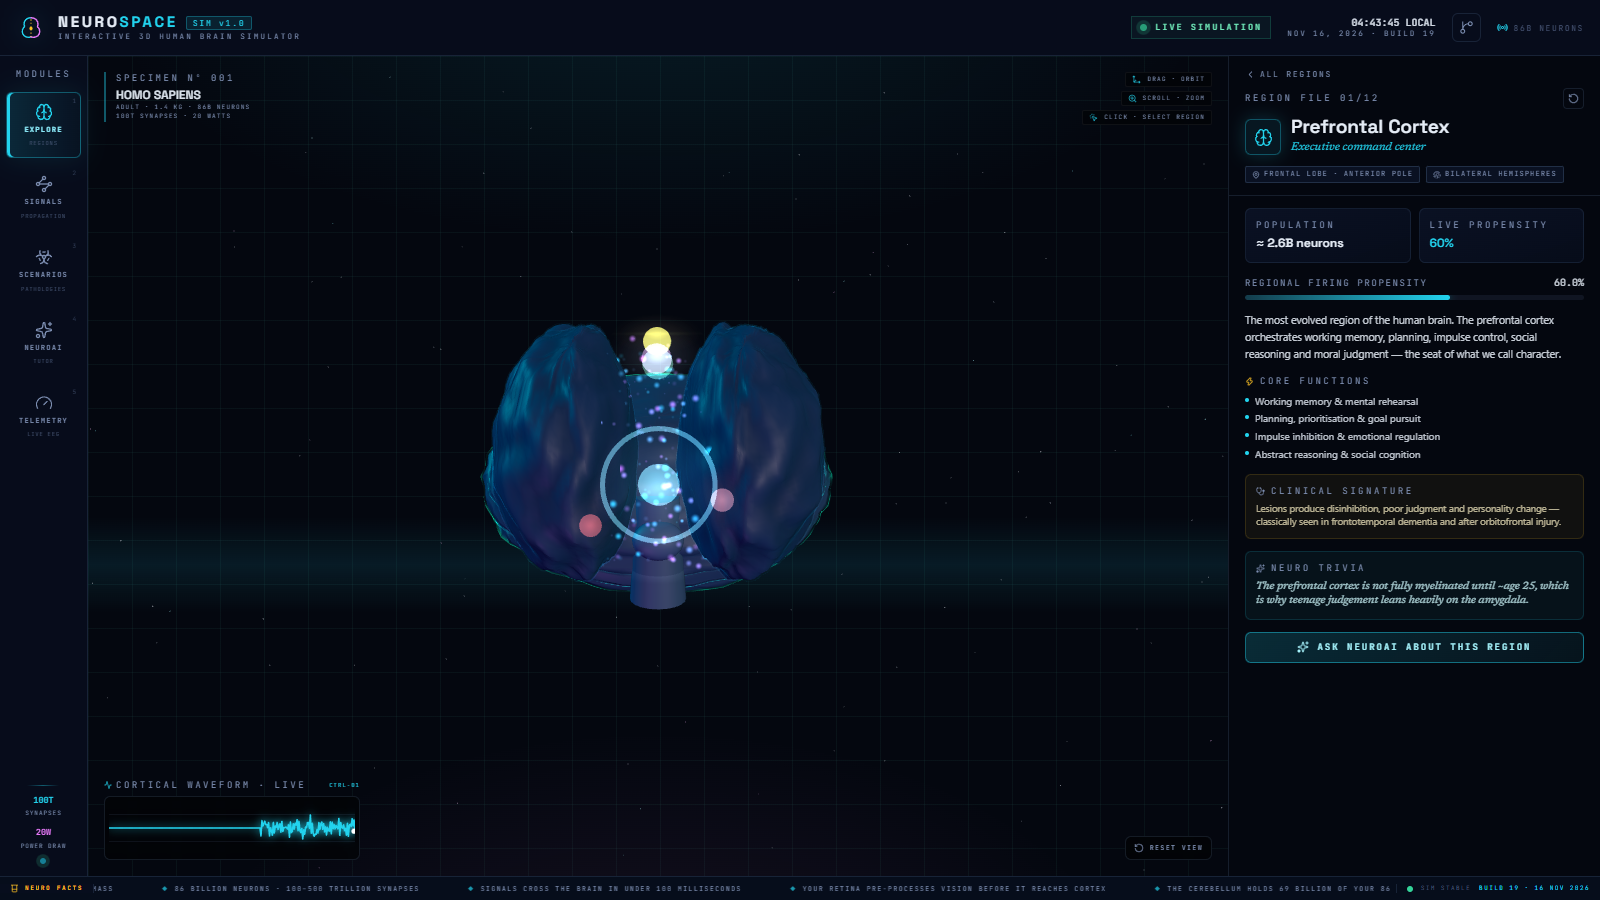 NEUROSPACE SIM v1.0
INTERACTIVE 3D HUMAN BRAIN SIMULATOR
LIVE SIMULATION
04:43:45 LOCAL
NOV 16, 2026 · BUILD 19
86B NEURONS
MODULES
1
EXPLORE
REGIONS
2
SIGNALS
PROPAGATION
3
SCENARIOS
PATHOLOGIES
4
NEUROAI
TUTOR
5
TELEMETRY
LIVE EEG
100T
SYNAPSES
20W
POWER DRAW
SPECIMEN N° 001
HOMO SAPIENS
ADULT · 1.4 KG · 86B NEURONS
100T SYNAPSES · 20 WATTS
DRAG · ORBIT
SCROLL · ZOOM
CLICK · SELECT REGION
CORTICAL WAVEFORM · LIVE CTRL-01
RESET VIEW
ALL REGIONS
REGION FILE 01/12
Prefrontal Cortex
Executive command center
FRONTAL LOBE · ANTERIOR POLE
BILATERAL HEMISPHERES
POPULATION
≈ 2.6B neurons
LIVE PROPENSITY
60%
REGIONAL FIRING PROPENSITY 60.0%
The most evolved region of the human brain. The prefrontal cortex
orchestrates working memory, planning, impulse control, social
reasoning and moral judgment — the seat of what we call character.
CORE FUNCTIONS
Working memory & mental rehearsal
Planning, prioritisation & goal pursuit
Impulse inhibition & emotional regulation
Abstract reasoning & social cognition
CLINICAL SIGNATURE
Lesions produce disinhibition, poor judgment and personality change —
classically seen in frontotemporal dementia and after orbitofrontal injury.
NEURO TRIVIA
The prefrontal cortex is not fully myelinated until ~age 25, which
is why teenage judgement leans heavily on the amygdala.
ASK NEUROAI ABOUT THIS REGION
NEURO FACTS
MASS ◆ 86 BILLION NEURONS · 100–500 TRILLION SYNAPSES ◆ SIGNALS CROSS THE BRAIN IN UNDER 100 MILLISECONDS ◆ YOUR RETINA PRE-PROCESSES VISION BEFORE IT REACHES CORTEX ◆ THE CEREBELLUM HOLDS 69 BILLION OF YOUR 86
SIM STABLE BUILD 19 · 16 NOV 2026